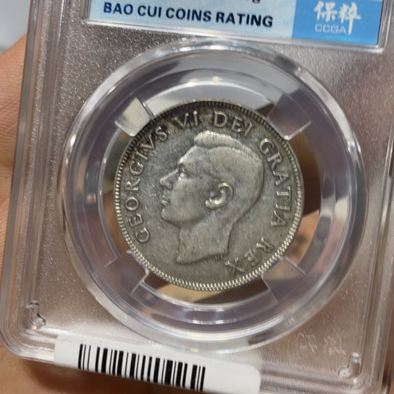 BAO CUI COINS RATING
保粹
CCGA
GEORGIVS VI DEI GRATIA REX